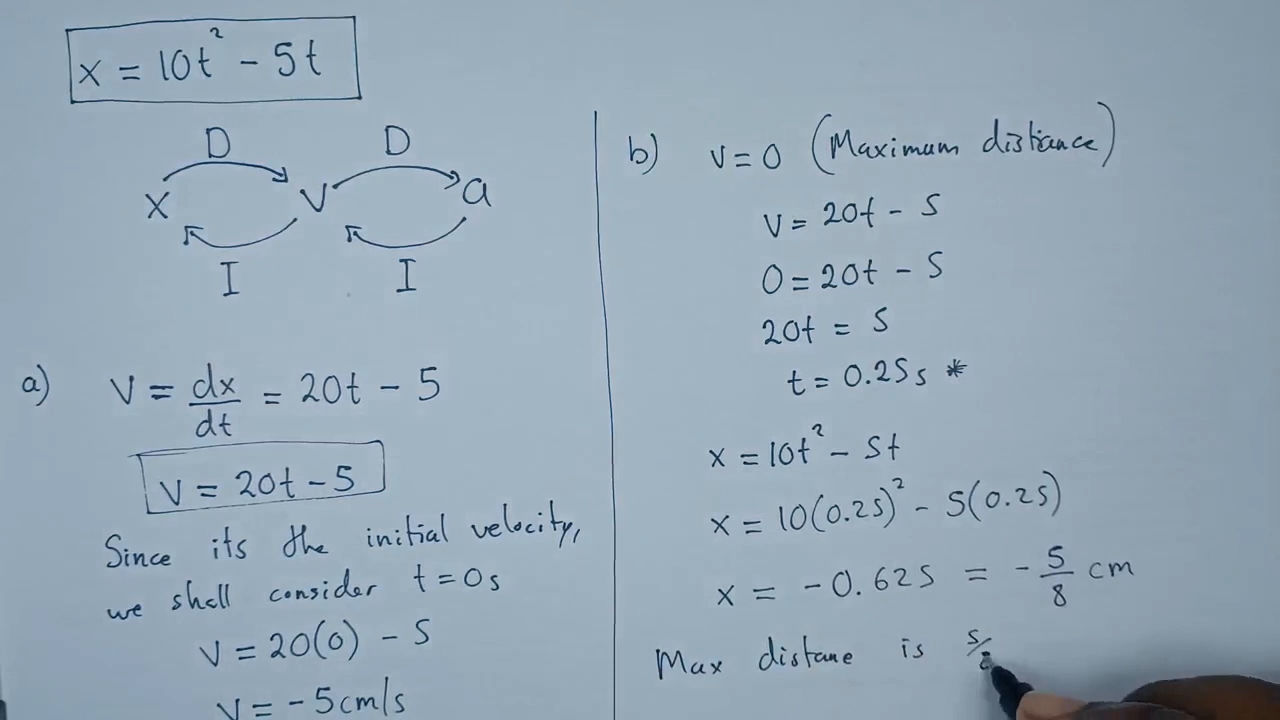 x = 10t² - 5t
D D
x v a
I I
a) v = dx/dt = 20t - 5
v = 20t - 5
Since its the initial velocity,
we shall consider t = 0s
v = 20(0) - 5
v = -5cm/s
b) v = 0 (Maximum distance)
v = 20t - 5
0 = 20t - 5
20t = 5
t = 0.25s *
x = 10t² - 5t
x = 10(0.25)² - 5(0.25)
x = -0.625 = -5/8 cm
Max distane is 5/